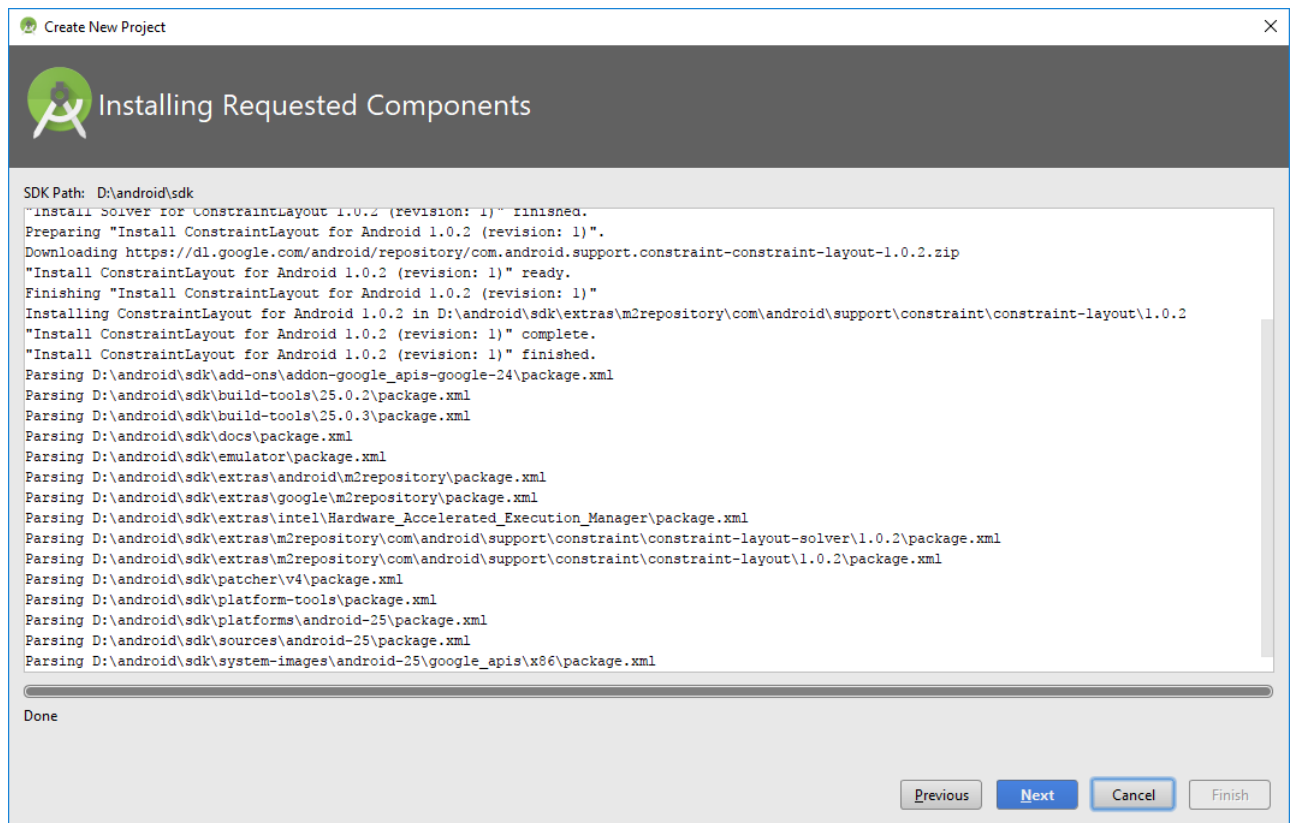 Create New Project
Installing Requested Components
SDK Path: D:\android\sdk
"Install Solver for ConstraintLayout 1.0.2 (revision: 1)" finished.
Preparing "Install ConstraintLayout for Android 1.0.2 (revision: 1)".
Downloading https://dl.google.com/android/repository/com.android.support.constraint-constraint-layout-1.0.2.zip
"Install ConstraintLayout for Android 1.0.2 (revision: 1)" ready.
Finishing "Install ConstraintLayout for Android 1.0.2 (revision: 1)"
Installing ConstraintLayout for Android 1.0.2 in D:\android\sdk\extras\m2repository\com\android\support\constraint\constraint-layout\1.0.2
"Install ConstraintLayout for Android 1.0.2 (revision: 1)" complete.
"Install ConstraintLayout for Android 1.0.2 (revision: 1)" finished.
Parsing D:\android\sdk\add-ons\addon-google_apis-google-24\package.xml
Parsing D:\android\sdk\build-tools\25.0.2\package.xml
Parsing D:\android\sdk\build-tools\25.0.3\package.xml
Parsing D:\android\sdk\docs\package.xml
Parsing D:\android\sdk\emulator\package.xml
Parsing D:\android\sdk\extras\android\m2repository\package.xml
Parsing D:\android\sdk\extras\google\m2repository\package.xml
Parsing D:\android\sdk\extras\intel\Hardware_Accelerated_Execution_Manager\package.xml
Parsing D:\android\sdk\extras\m2repository\com\android\support\constraint\constraint-layout-solver\1.0.2\package.xml
Parsing D:\android\sdk\extras\m2repository\com\android\support\constraint\constraint-layout\1.0.2\package.xml
Parsing D:\android\sdk\patcher\v4\package.xml
Parsing D:\android\sdk\platform-tools\package.xml
Parsing D:\android\sdk\platforms\android-25\package.xml
Parsing D:\android\sdk\sources\android-25\package.xml
Parsing D:\android\sdk\system-images\android-25\google_apis\x86\package.xml
Done
Previous Next Cancel Finish